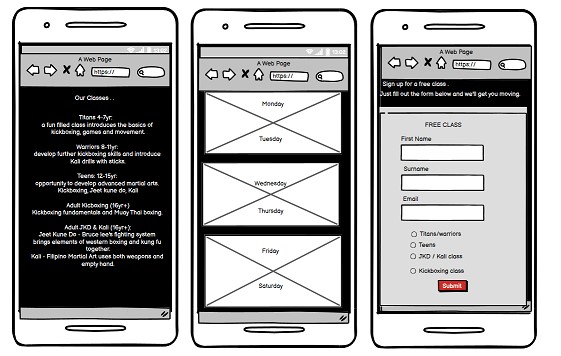 A Web Page
https://
Our Classes . .
Titans 4-7yr:
a fun filled class introduces the basics of
kickboxing, games and movement.
Warriors 8-11yr:
develop further kickboxing skills and introduce
Kali drills with sticks.
Teens: 12-15yr:
opportunity to develop advanced martial arts.
Kickboxing, Jeet kune do, Kali
Adult Kicboxing (16yr+)
Kickboxing fundamentals and Muay Thai boxing.
Adult JKD & Kali (16yr+):
Jeet Kune Do - Bruce lee's fighting system
brings elements of western boxing and kung fu
together.
Kali - Filipino Martial Art uses both weapons and
empty hand.
A Web Page
https://
Monday
Tuesday
Wednesday
Thursday
Friday
Saturday
A Web Page
https://
Sign up for a free class .
Just fill out the form below and we'll get you moving.
FREE CLASS
First Name
Surname
Email
Titans/warriors
Teens
JKD / Kali class
Kickboxing class
Submit